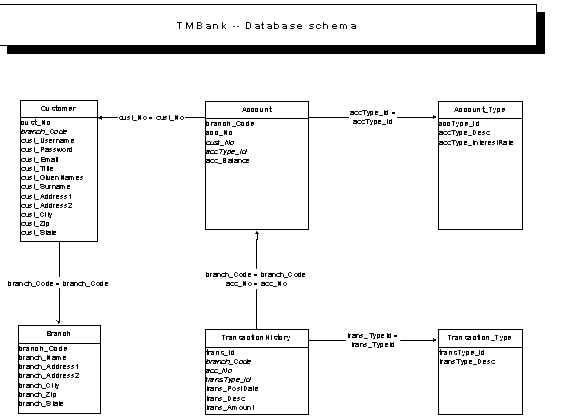 TMBank -- Database schema
Customer
cust_No
branch_Code
cust_Username
cust_Password
cust_Email
cust_Title
cust_GivenNames
cust_Surname
cust_Address1
cust_Address2
cust_City
cust_Zip
cust_State
cust_No = cust_No
Account
branch_Code
acc_No
cust_No
accType_Id
acc_Balance
accType_Id =
accType_Id
Account_Type
accType_Id
accType_Desc
accType_InterestRate
branch_Code = branch_Code
branch_Code = branch_Code
acc_No = acc_No
Branch
branch_Code
branch_Name
branch_Address1
branch_Address2
branch_City
branch_Zip
branch_State
TransactionHistory
trans_Id
branch_Code
acc_No
transType_Id
trans_PostDate
trans_Desc
trans_Amount
trans_TypeId =
trans_TypeId
Transaction_Type
transType_Id
transType_Desc